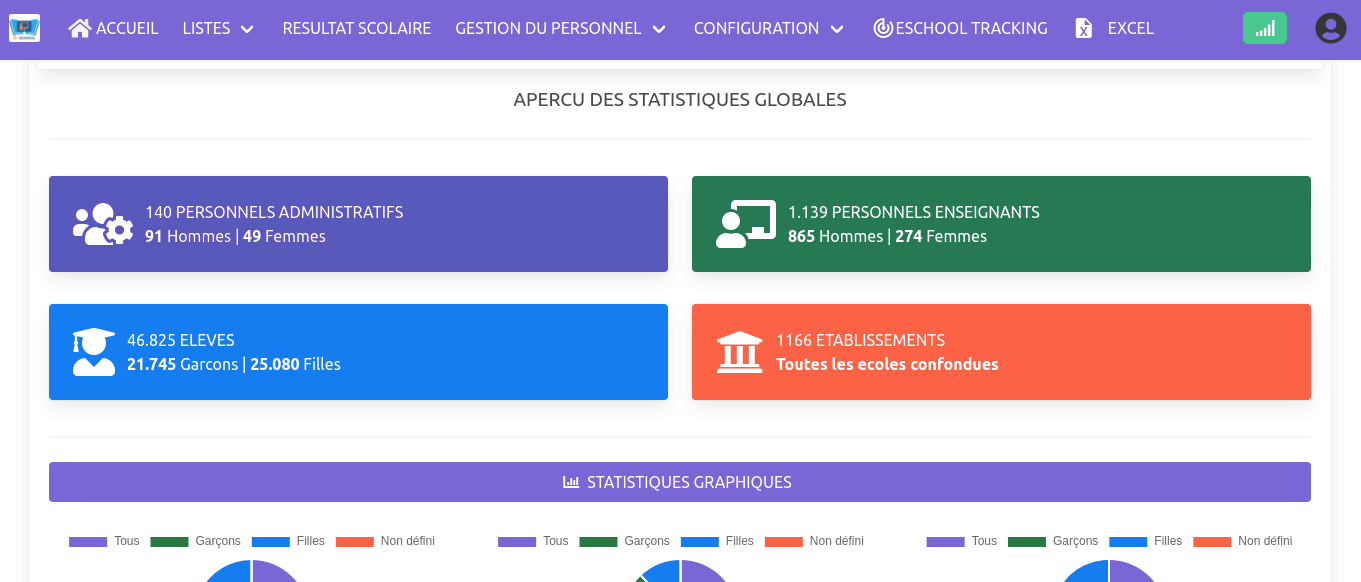 ACCUEIL LISTES RESULTAT SCOLAIRE GESTION DU PERSONNEL CONFIGURATION ESCHOOL TRACKING EXCEL
APERCU DES STATISTIQUES GLOBALES
140 PERSONNELS ADMINISTRATIFS
91 Hommes | 49 Femmes
1.139 PERSONNELS ENSEIGNANTS
865 Hommes | 274 Femmes
46.825 ELEVES
21.745 Garcons | 25.080 Filles
1166 ETABLISSEMENTS
Toutes les ecoles confondues
STATISTIQUES GRAPHIQUES
Tous Garçons Filles Non défini
Tous Garçons Filles Non défini
Tous Garçons Filles Non défini